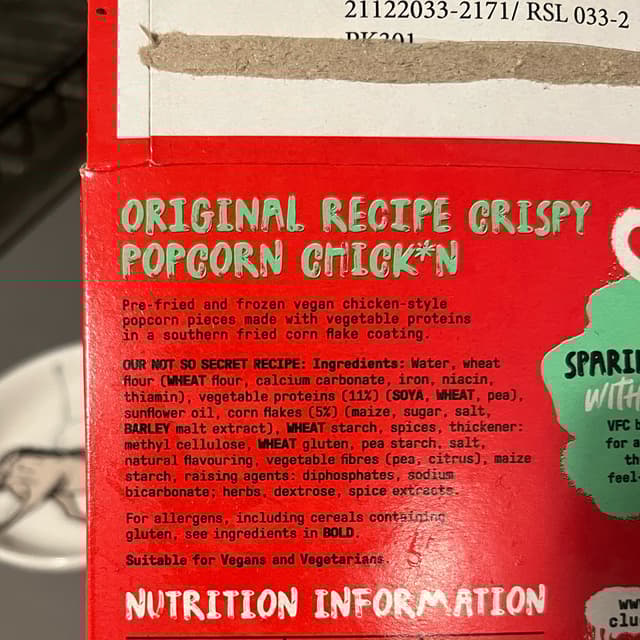 21122033-2171/ RSL 033-2
ORIGINAL RECIPE CRISPY
POPCORN CHICK*N
Pre-fried and frozen vegan chicken-style
popcorn pieces made with vegetable proteins
in a southern fried corn flake coating.
OUR NOT SO SECRET RECIPE: Ingredients: Water, wheat
flour (WHEAT flour, calcium carbonate, iron, niacin,
thiamin), vegetable proteins (11%) (SOYA, WHEAT, pea),
sunflower oil, corn flakes (5%) (maize, sugar, salt,
BARLEY malt extract), WHEAT starch, spices, thickener:
methyl cellulose, WHEAT gluten, pea starch, salt,
natural flavouring, vegetable fibres (pea, citrus), maize
starch, raising agents: diphosphates, sodium
bicarbonate; herbs, dextrose, spice extracts.
For allergens, including cereals containing
gluten, see ingredients in BOLD.
Suitable for Vegans and Vegetarians.
NUTRITION INFORMATION
SPARI
WITH
VFC b
for a
th
feel-
ww
clu